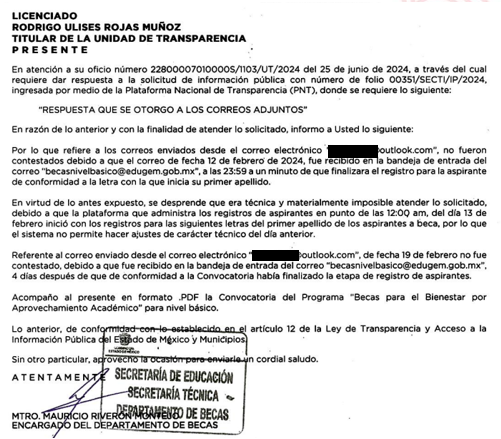 LICENCIADO
RODRIGO ULISES ROJAS MUÑOZ
TITULAR DE LA UNIDAD DE TRANSPARENCIA
P R E S E N T E
En atención a su oficio número 228000070100005/1103/UT/2024 del 25 de junio de 2024, a través del cual
requiere dar respuesta a la solicitud de información pública con número de folio 00351/SECTI/IP/2024,
ingresada por medio de la Plataforma Nacional de Transparencia (PNT), donde se requiere lo siguiente:
"RESPUESTA QUE SE OTORGO A LOS CORREOS ADJUNTOS"
En razón de lo anterior y con la finalidad de atender lo solicitado, informo a Usted lo siguiente:
Por lo que refiere a los correos enviados desde el correo electrónico " outlook.com", no fueron
contestados debido a que el correo de fecha 12 de febrero de 2024, fue recibido en la bandeja de entrada del
correo "becasnivelbasico@edugem.gob.mx", a las 23:59 a un minuto de que finalizara el registro para la aspirante
de conformidad a la letra con la que inicia su primer apellido.
En virtud de lo antes expuesto, se desprende que era técnica y materialmente imposible atender lo solicitado,
debido a que la plataforma que administra los registros de aspirantes en punto de las 12:00 am, del día 13 de
febrero inició con los registros para las siguientes letras del primer apellido de los aspirantes a beca, por lo que
el sistema no permite hacer ajustes de carácter técnico del día anterior.
Referente al correo enviado desde el correo electrónico " outlook.com", de fecha 19 de febrero no fue
contestado, debido a que fue recibido en la bandeja de entrada del correo "becasnivelbasico@edugem.gob.mx",
4 días después de que de conformidad a la Convocatoria había finalizado la etapa de registro de aspirantes.
Acompaño al presente en formato .PDF la Convocatoria del Programa "Becas para el Bienestar por
Aprovechamiento Académico" para nivel básico.
Lo anterior, de conformidad con lo establecido en el artículo 12 de la Ley de Transparencia y Acceso a la
Información Pública del Estado de México y Municipios.
Sin otro particular, aprovecho la ocasión para enviarle un cordial saludo.
A T E N T A M E N T E
SECRETARÍA DE EDUCACIÓN
SECRETARÍA TÉCNICA
DEPARTAMENTO DE BECAS
MTRO. MAURICIO RIVERÓN MONTEJO
ENCARGADO DEL DEPARTAMENTO DE BECAS